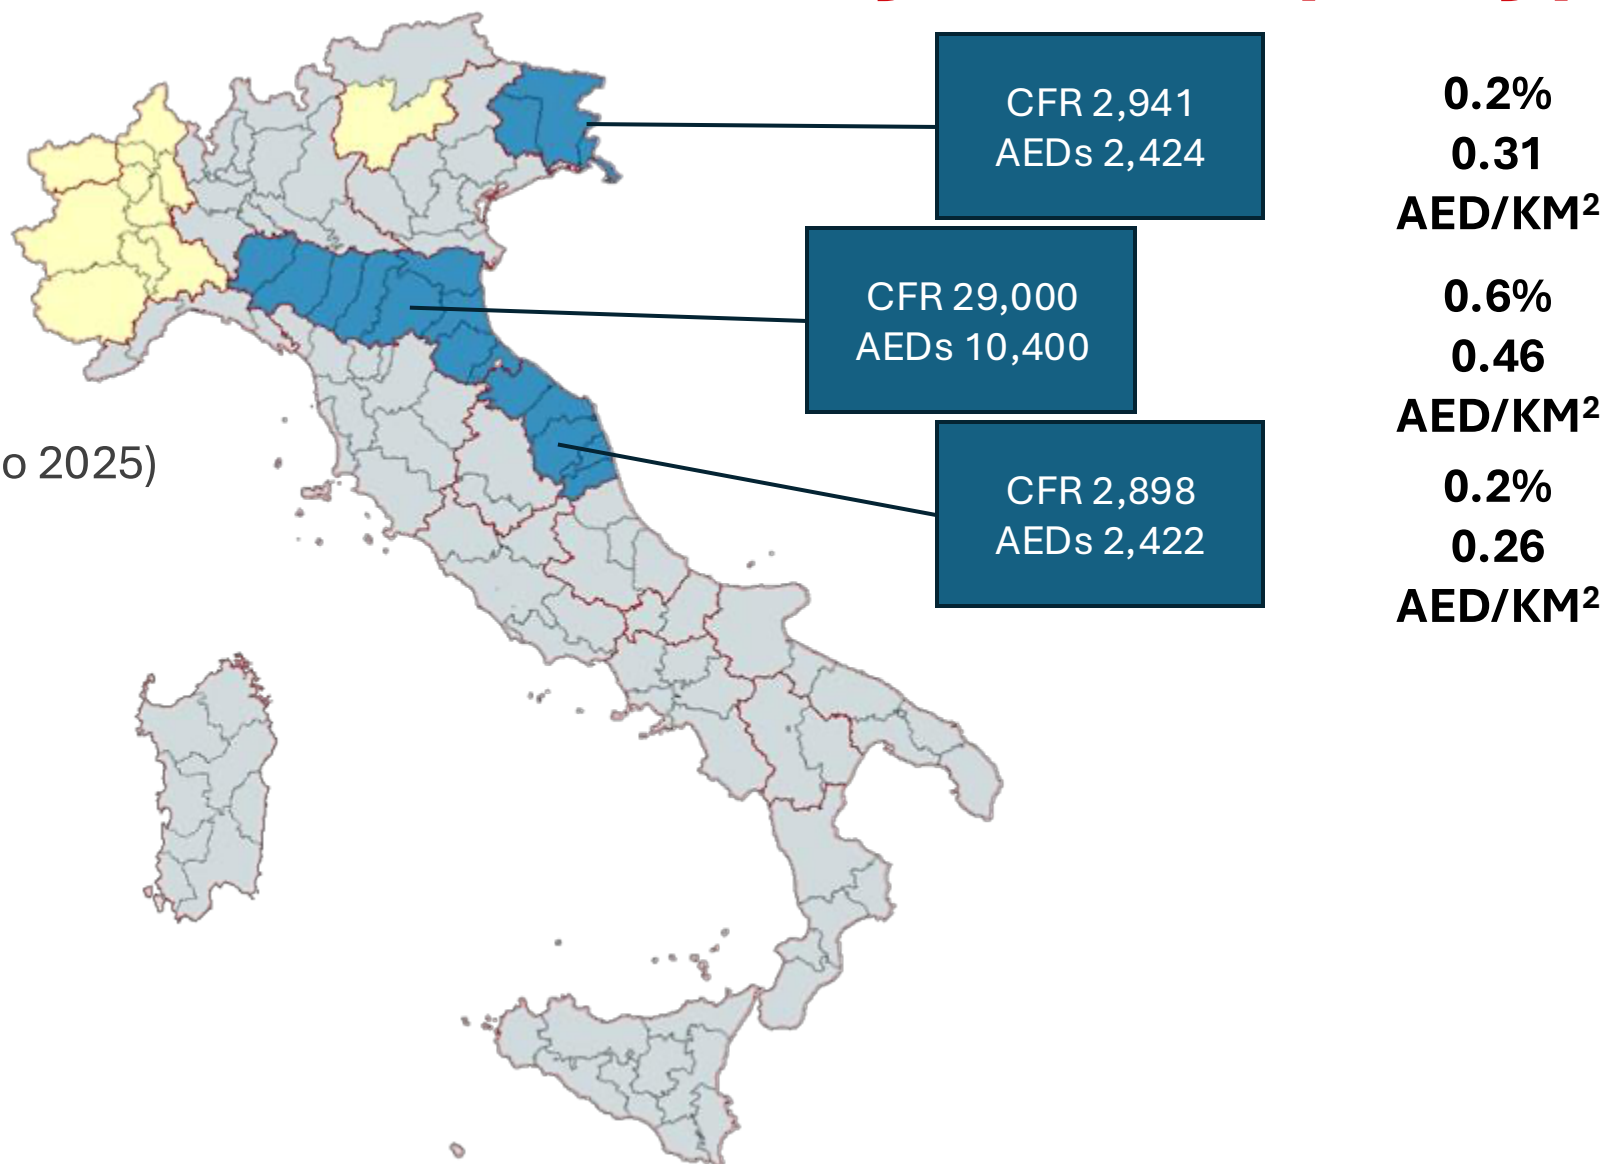 CFR 2,941
AEDs 2,424
0.2%
0.31
AED/KM²
CFR 29,000
AEDs 10,400
0.6%
0.46
AED/KM²
o 2025)
CFR 2,898
AEDs 2,422
0.2%
0.26
AED/KM²